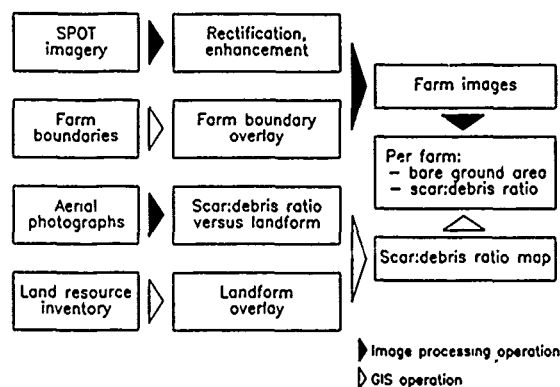 SPOT
imagery
Rectification,
enhancement
Farm images
Farm
boundaries
Farm boundary
overlay
Per farm:
– bare ground area
– scar:debris ratio
Aerial
photographs
Scar:debris ratio
versus landform
Scar:debris ratio map
Land resource
inventory
Landform
overlay
Image processing operation
GIS operation